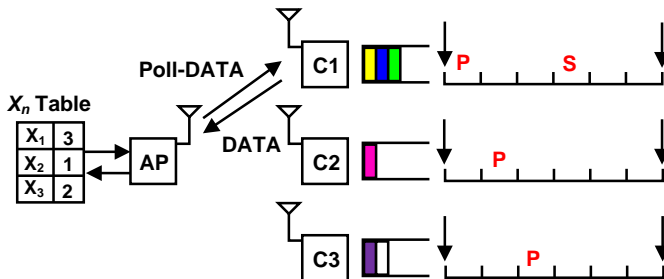 C1
P
S
Poll-DATA
Xn Table
X1 3
X2 1
X3 2
AP
DATA
C2
P
C3
P